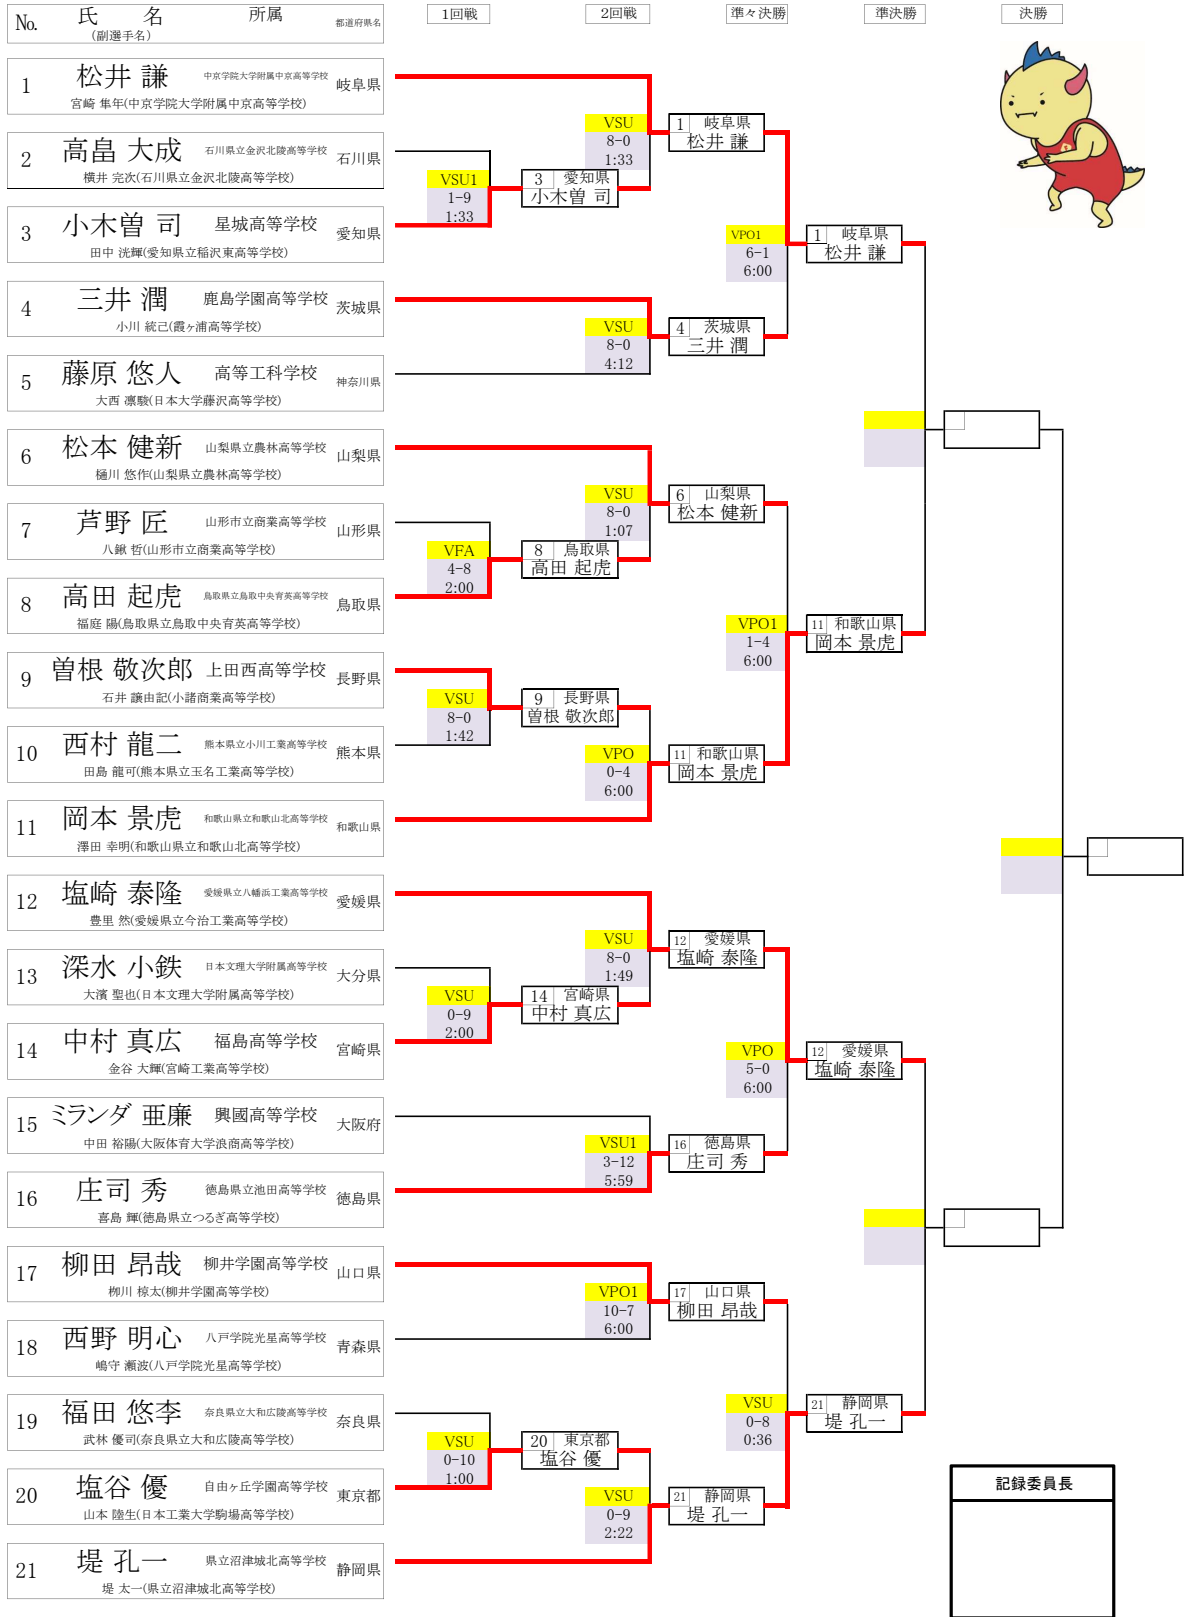 No. 氏　名 所属 都道府県名 1回戦 2回戦 準々決勝 準決勝 決勝
(副選手名)
1 松井 謙 中京学院大学附属中京高等学校 岐阜県
宮崎 隼年(中京学院大学附属中京高等学校)
2 高畠 大成 石川県立金沢北陵高等学校 石川県
横井 完次(石川県立金沢北陵高等学校)
3 小木曽 司 星城高等学校 愛知県
田中 洸輝(愛知県立稲沢東高等学校)
4 三井 潤 鹿島学園高等学校 茨城県
小川 統己(霞ヶ浦高等学校)
5 藤原 悠人 高等工科学校 神奈川県
大西 凛駿(日本大学藤沢高等学校)
6 松本 健新 山梨県立農林高等学校 山梨県
樋川 悠作(山梨県立農林高等学校)
7 芦野 匠 山形市立商業高等学校 山形県
八鍬 哲(山形市立商業高等学校)
8 高田 起虎 鳥取県立鳥取中央育英高等学校 鳥取県
福庭 陽(鳥取県立鳥取中央育英高等学校)
9 曽根 敬次郎 上田西高等学校 長野県
石井 譲由記(小諸商業高等学校)
10 西村 龍二 熊本県立小川工業高等学校 熊本県
田島 龍可(熊本県立玉名工業高等学校)
11 岡本 景虎 和歌山県立和歌山北高等学校 和歌山県
澤田 幸明(和歌山県立和歌山北高等学校)
12 塩崎 泰隆 愛媛県立八幡浜工業高等学校 愛媛県
豊里 然(愛媛県立今治工業高等学校)
13 深水 小鉄 日本文理大学附属高等学校 大分県
大濱 聖也(日本文理大学附属高等学校)
14 中村 真広 福島高等学校 宮崎県
金谷 大輝(宮崎工業高等学校)
15 ミランダ 亜廉 興國高等学校 大阪府
中田 裕陽(大阪体育大学浪商高等学校)
16 庄司 秀 徳島県立池田高等学校 徳島県
喜島 輝(徳島県立つるぎ高等学校)
17 柳田 昂哉 柳井学園高等学校 山口県
栁川 椋太(柳井学園高等学校)
18 西野 明心 八戸学院光星高等学校 青森県
嶋守 瀬波(八戸学院光星高等学校)
19 福田 悠李 奈良県立大和広陵高等学校 奈良県
武林 優司(奈良県立大和広陵高等学校)
20 塩谷 優 自由ヶ丘学園高等学校 東京都
山本 陸生(日本工業大学駒場高等学校)
21 堤 孔一 県立沼津城北高等学校 静岡県
堤 太一(県立沼津城北高等学校)
VSU1
1-9
1:33
3 愛知県
小木曽 司
VFA
4-8
2:00
8 鳥取県
高田 起虎
VSU
8-0
1:42
9 長野県
曽根 敬次郎
VSU
0-9
2:00
14 宮崎県
中村 真広
VSU
0-10
1:00
20 東京都
塩谷 優
VSU
8-0
1:33
1 岐阜県
松井 謙
VSU
8-0
4:12
4 茨城県
三井 潤
VSU
8-0
1:07
6 山梨県
松本 健新
VPO
0-4
6:00
11 和歌山県
岡本 景虎
VSU
8-0
1:49
12 愛媛県
塩崎 泰隆
VSU1
3-12
5:59
16 徳島県
庄司 秀
VPO1
10-7
6:00
17 山口県
柳田 昂哉
VSU
0-9
2:22
21 静岡県
堤 孔一
VPO1
6-1
6:00
1 岐阜県
松井 謙
VPO1
1-4
6:00
11 和歌山県
岡本 景虎
VPO
5-0
6:00
12 愛媛県
塩崎 泰隆
VSU
0-8
0:36
21 静岡県
堤 孔一
記録委員長